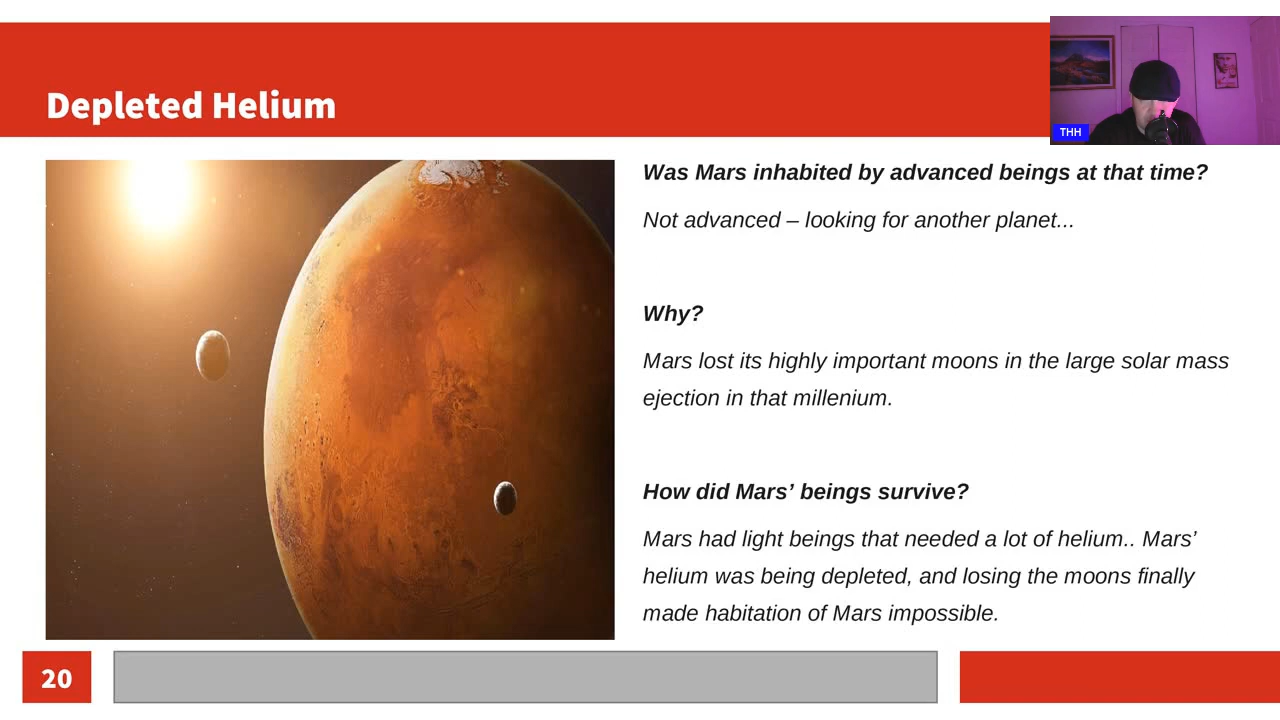 Depleted Helium
THH
Was Mars inhabited by advanced beings at that time?
Not advanced – looking for another planet...
Why?
Mars lost its highly important moons in the large solar mass
ejection in that millenium.
How did Mars’ beings survive?
Mars had light beings that needed a lot of helium.. Mars’
helium was being depleted, and losing the moons finally
made habitation of Mars impossible.
20